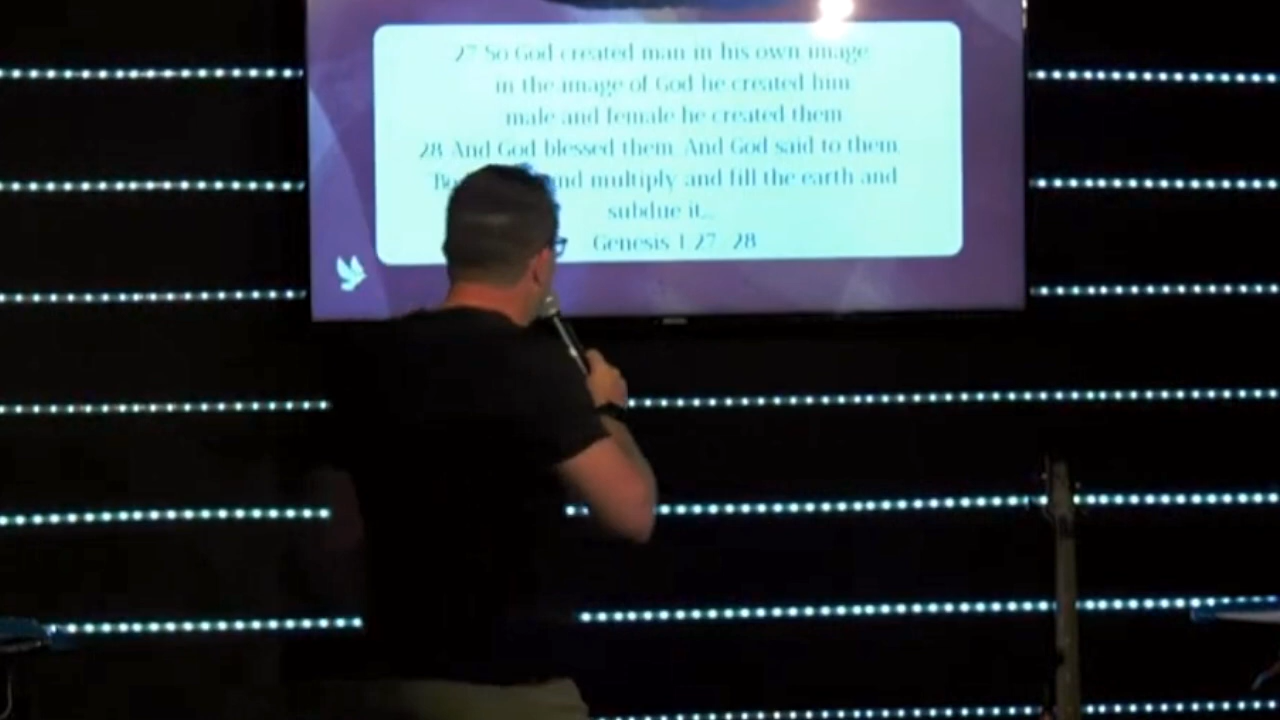 27 So God created man in his own image
in the image of God he created him
male and female he created them
28 And God blessed them. And God said to them
nd multiply and fill the earth and
subdue it...
Genesis 1 27 28